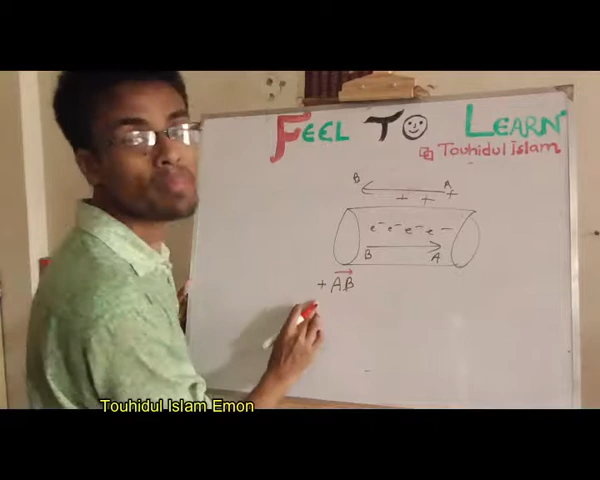 FEEL TO LEARN
Touhidul Islam
B A
+ + +
e⁻ e⁻ e⁻ e⁻
B A
+ AB
Touhidul Islam Emon